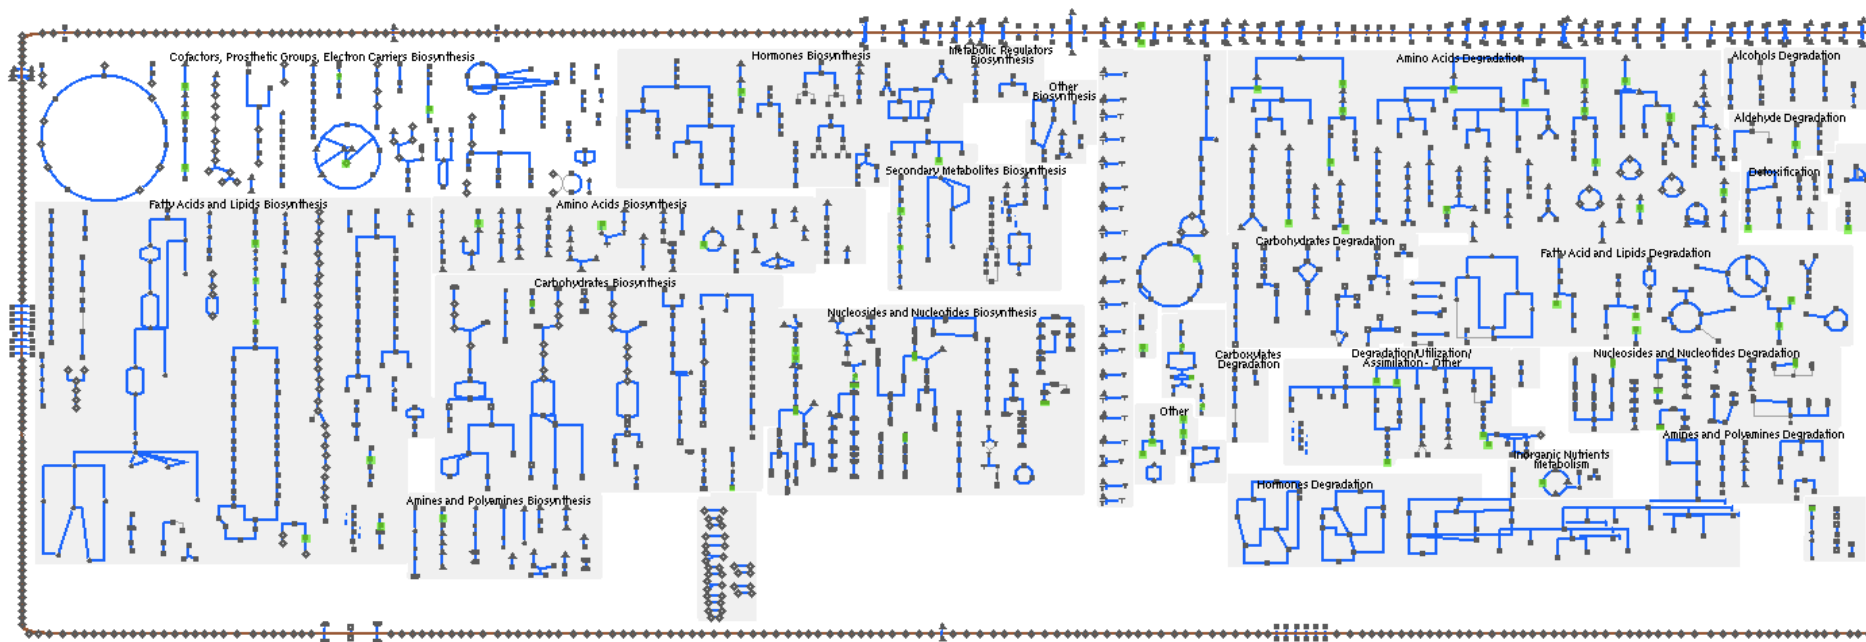 Cofactors, Prosthetic Groups, Electron Carriers Biosynthesis
Hormones Biosynthesis
Metabolic Regulators
Biosynthesis
Other
Biosynthesis
Secondary Metabolites Biosynthesis
Fatty Acids and Lipids Biosynthesis
Amino Acids Biosynthesis
Carbohydrates Biosynthesis
Nucleosides and Nucleotides Biosynthesis
Amines and Polyamines Biosynthesis
Amino Acids Degradation
Alcohols Degradation
Aldehyde Degradation
Detoxification
Carbohydrates Degradation
Fatty Acid and Lipids Degradation
Carboxylates
Degradation
Degradation/Utilization/
Assimilation - Other
Nucleosides and Nucleotides Degradation
Other
Amines and Polyamines Degradation
Inorganic Nutrients
Metabolism
Hormones Degradation